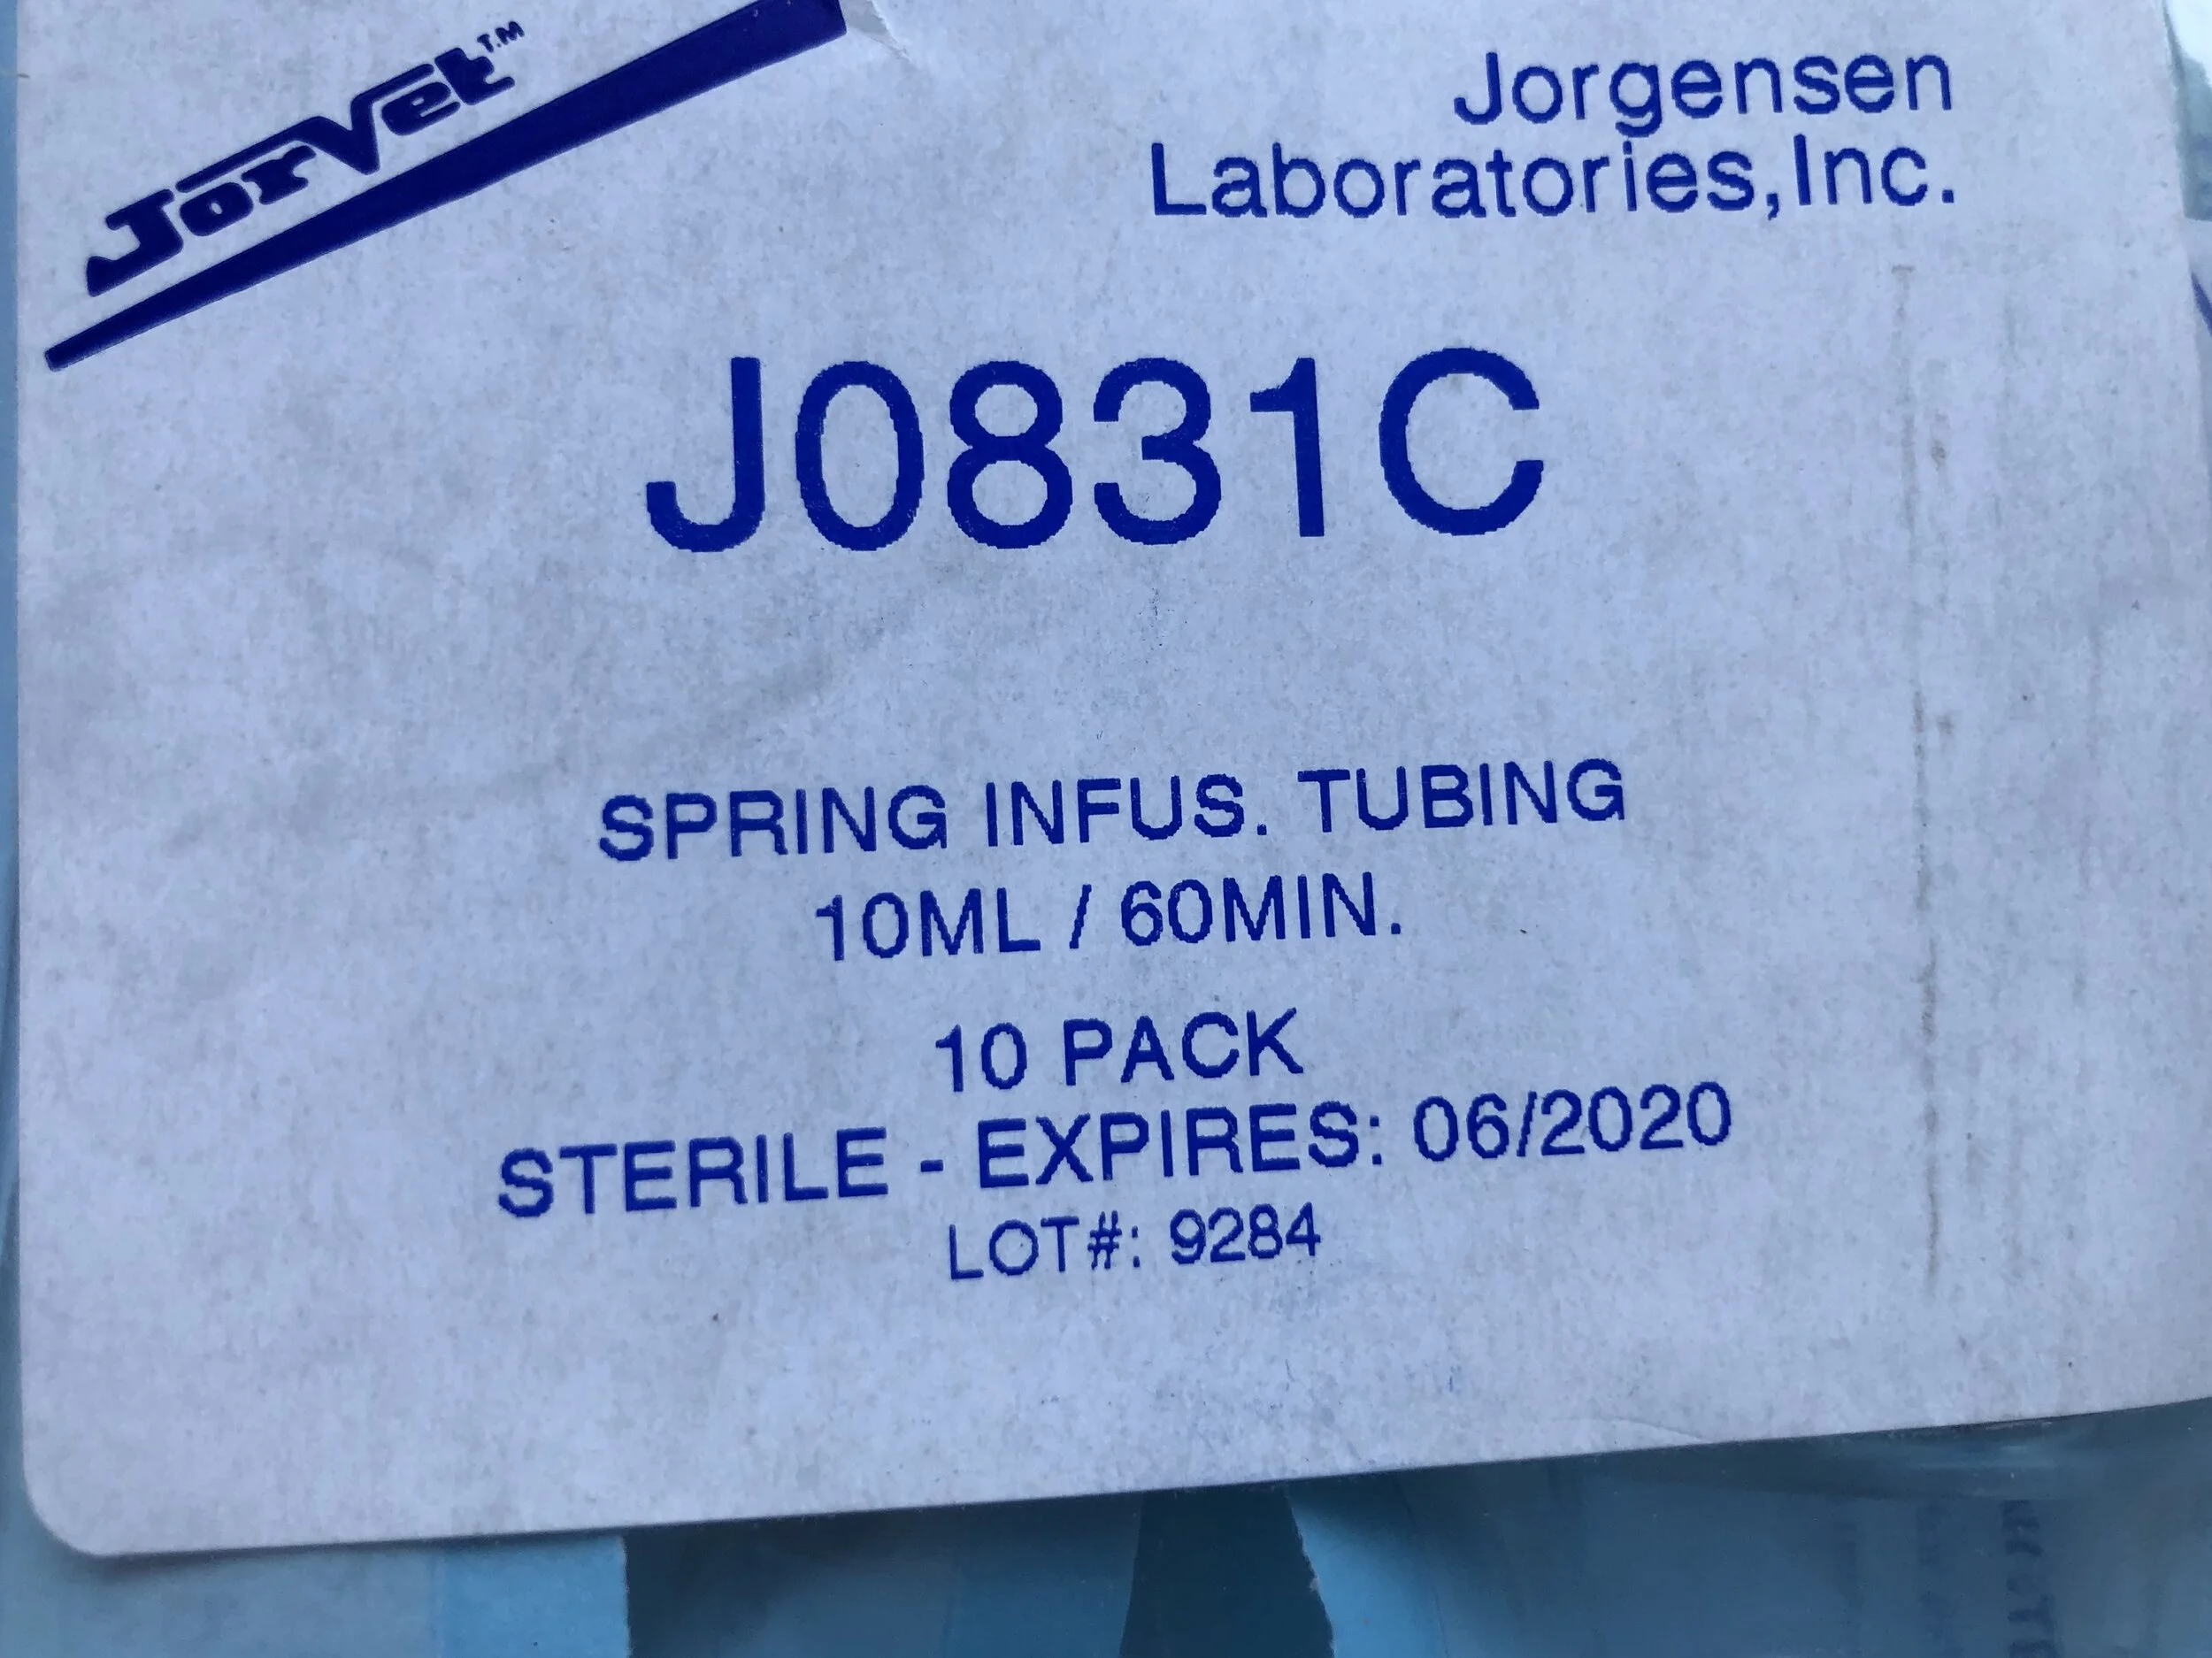 JorVet™
Jorgensen
Laboratories,Inc.
J0831C
SPRING INFUS. TUBING
10ML / 60MIN.
10 PACK
STERILE - EXPIRES: 06/2020
LOT#: 9284